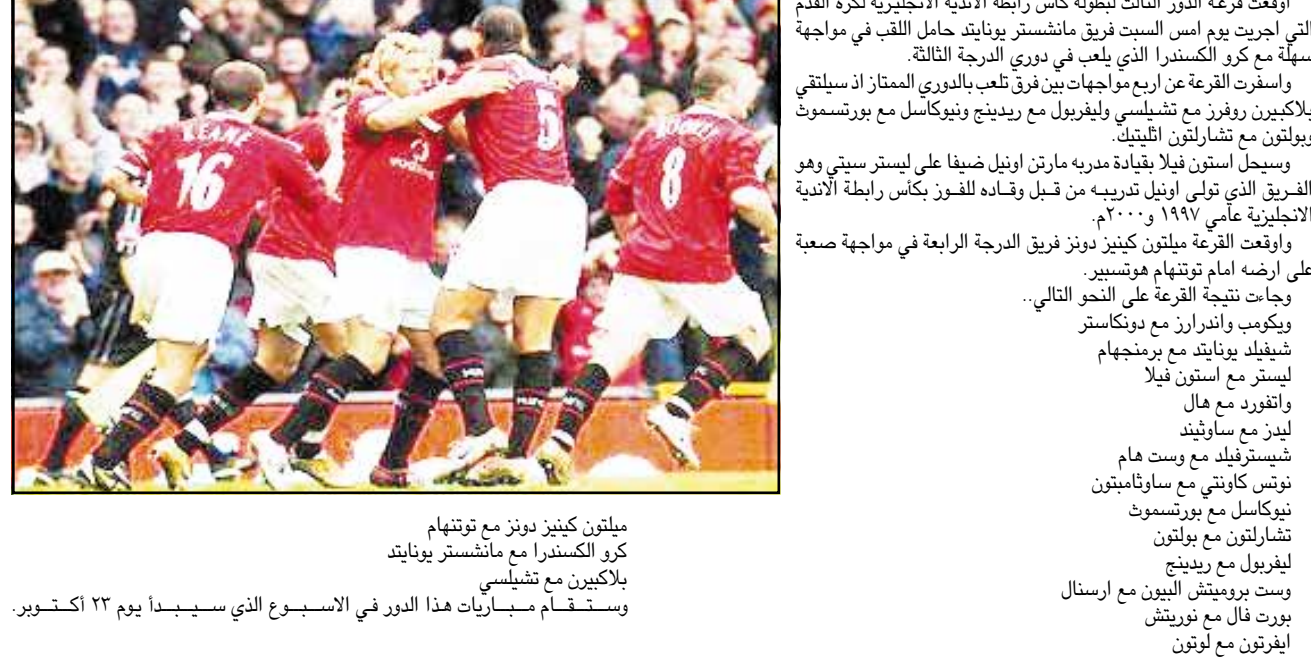 اوقعت قرعة الدور الثالث لبطولة كأس رابطة الاندية الانجليزية لكرة القدم
التي اجريت يوم امس السبت فريق مانشستر يونايتد حامل اللقب في مواجهة
سهلة مع كرو الكسندرا الذي يلعب في دوري الدرجة الثالثة.
واسفرت القرعة عن اربع مواجهات بين فرق تلعب بالدوري الممتاز اذ سيلتقي
بلاكبيرن روفرز مع تشيلسي وليفربول مع ريدينج ونيوكاسل مع بورتسموث
وبولتون مع تشارلتون اثليتيك.
وسيحل استون فيلا بقيادة مدربه مارتن اونيل ضيفا على ليستر سيتي وهو
الفريق الذي تولى اونيل تدريبه من قبل وقاده للفوز بكأس رابطة الاندية
الانجليزية عامي ١٩٩٧ و٢٠٠٠م.
واوقعت القرعة ميلتون كينيز دونز فريق الدرجة الرابعة في مواجهة صعبة
على ارضه امام توتنهام هوتسبير.
وجاءت نتيجة القرعة على النحو التالي..
ويكومب واندرارز مع دونكاستر
شيفيلد يونايتد مع برمنجهام
ليستر مع استون فيلا
واتفورد مع هال
ليدز مع ساوثيند
شيسترفيلد مع وست هام
نوتس كاونتي مع ساوثامبتون
نيوكاسل مع بورتسموث
تشارلتون مع بولتون
ليفربول مع ريدينج
وست بروميتش البيون مع ارسنال
بورت فال مع نوريتش
ايفرتون مع لوتون
ميلتون كينيز دونز مع توتنهام
كرو الكسندرا مع مانشستر يونايتد
بلاكبيرن مع تشيلسي
وستقام مباريات هذا الدور في الاسبوع الذي سيبدأ يوم ٢٣ أكتوبر.
KEANE
16
vodafone
5
ROONEY
8